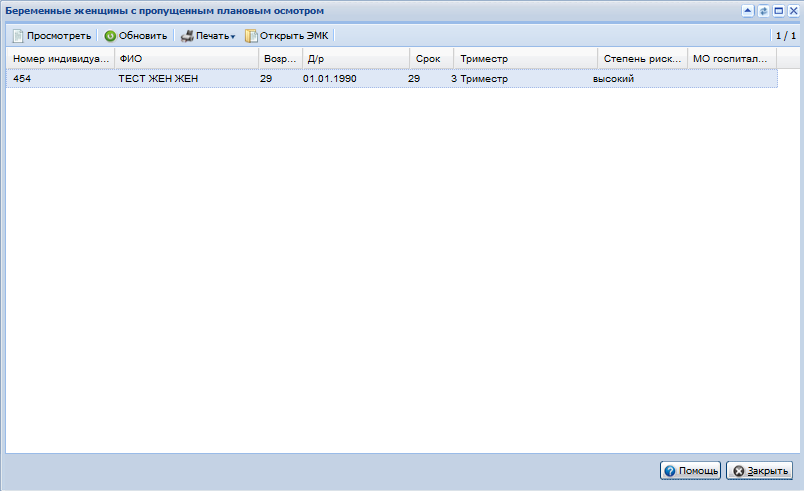 Беременные женщины с пропущенным плановым осмотром
Просмотреть Обновить Печать Открыть ЭМК 1 / 1
Номер индивидуа... ФИО Возр... Д/р Срок Триместр Степень риск... МО госпитал...
454 ТЕСТ ЖЕН ЖЕН 29 01.01.1990 29 3 Триместр высокий
Помощь Закрыть